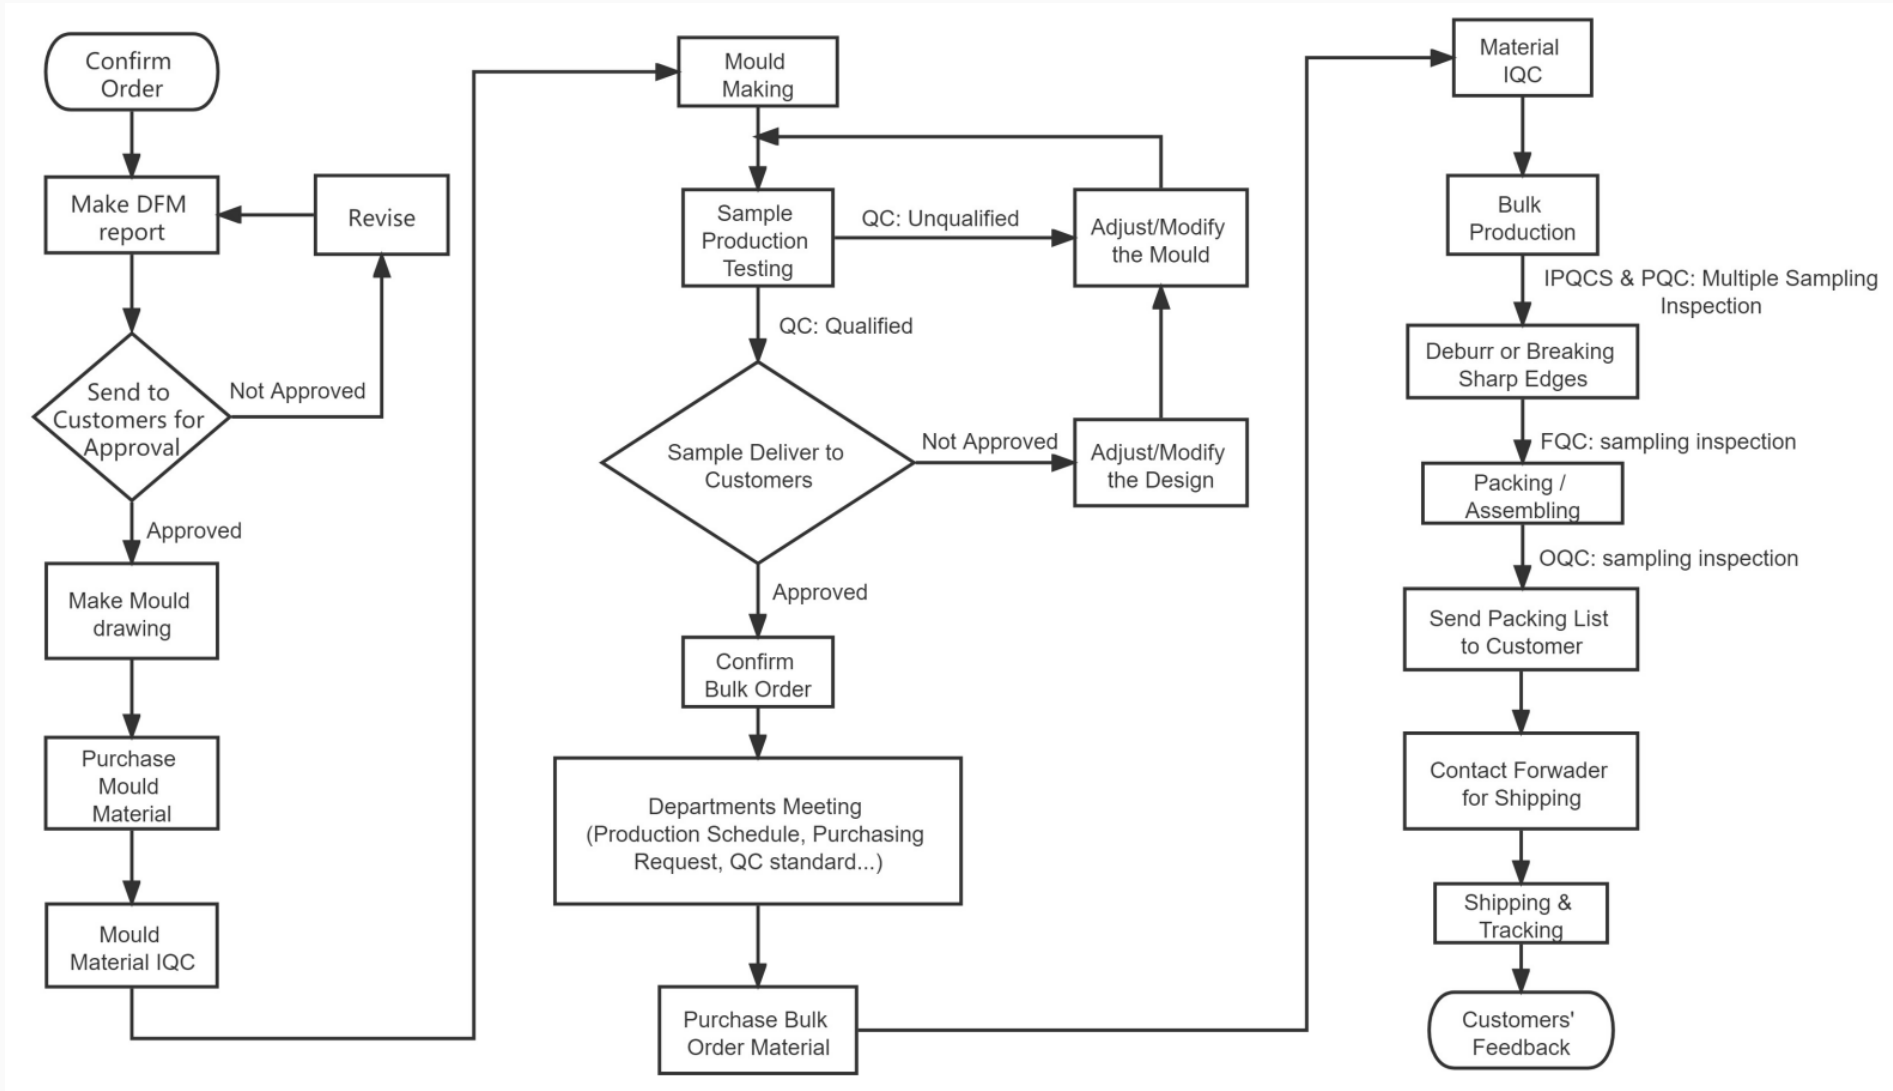 Confirm
Order
Make DFM
report
Revise
Send to
Customers for
Approval
Not Approved
Approved
Make Mould
drawing
Purchase
Mould
Material
Mould
Material IQC
Mould
Making
Sample
Production
Testing
QC: Unqualified
Adjust/Modify
the Mould
QC: Qualified
Sample Deliver to
Customers
Not Approved
Adjust/Modify
the Design
Approved
Confirm
Bulk Order
Departments Meeting
(Production Schedule, Purchasing
Request, QC standard...)
Purchase Bulk
Order Material
Material
IQC
Bulk
Production
IPQCS & PQC: Multiple Sampling
Inspection
Deburr or Breaking
Sharp Edges
FQC: sampling inspection
Packing /
Assembling
OQC: sampling inspection
Send Packing List
to Customer
Contact Forwader
for Shipping
Shipping &
Tracking
Customers'
Feedback